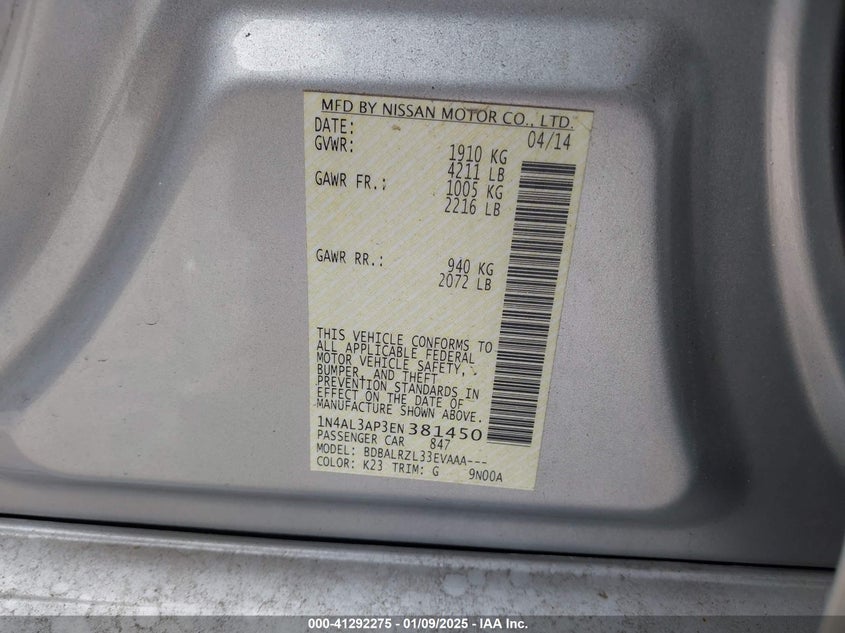 MFD BY NISSAN MOTOR CO., LTD.
DATE: 04/14
GVWR: 1910 KG
4211 LB
GAWR FR.: 1005 KG
2216 LB
GAWR RR.: 940 KG
2072 LB
THIS VEHICLE CONFORMS TO
ALL APPLICABLE FEDERAL
MOTOR VEHICLE SAFETY,
BUMPER, AND THEFT
PREVENTION STANDARDS IN
EFFECT ON THE DATE OF
MANUFACTURE SHOWN ABOVE.
1N4AL3AP3EN 381450
PASSENGER CAR 847
MODEL: BDBALRZL33EVAAA---
COLOR: K23 TRIM: G 9N00A
000-41292275 - 01/09/2025 - IAA Inc.